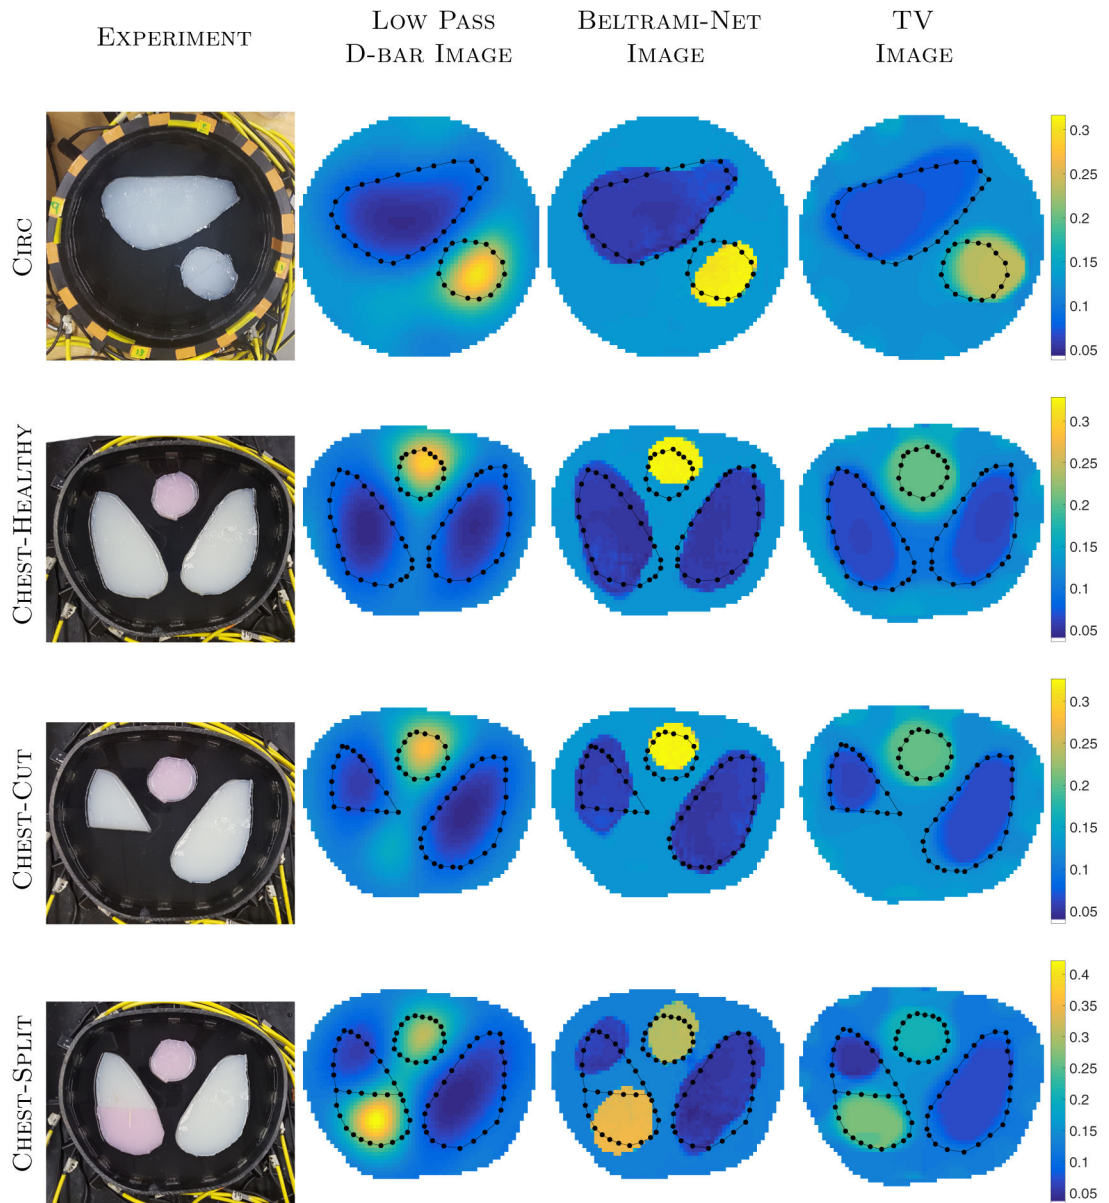 EXPERIMENT
LOW PASS
D-BAR IMAGE
BELTRAMI-NET
IMAGE
TV
IMAGE
CIRC
0.3
0.25
0.2
0.15
0.1
0.05
CHEST-HEALTHY
0.3
0.25
0.2
0.15
0.1
0.05
CHEST-CUT
0.3
0.25
0.2
0.15
0.1
0.05
CHEST-SPLIT
0.4
0.35
0.3
0.25
0.2
0.15
0.1
0.05